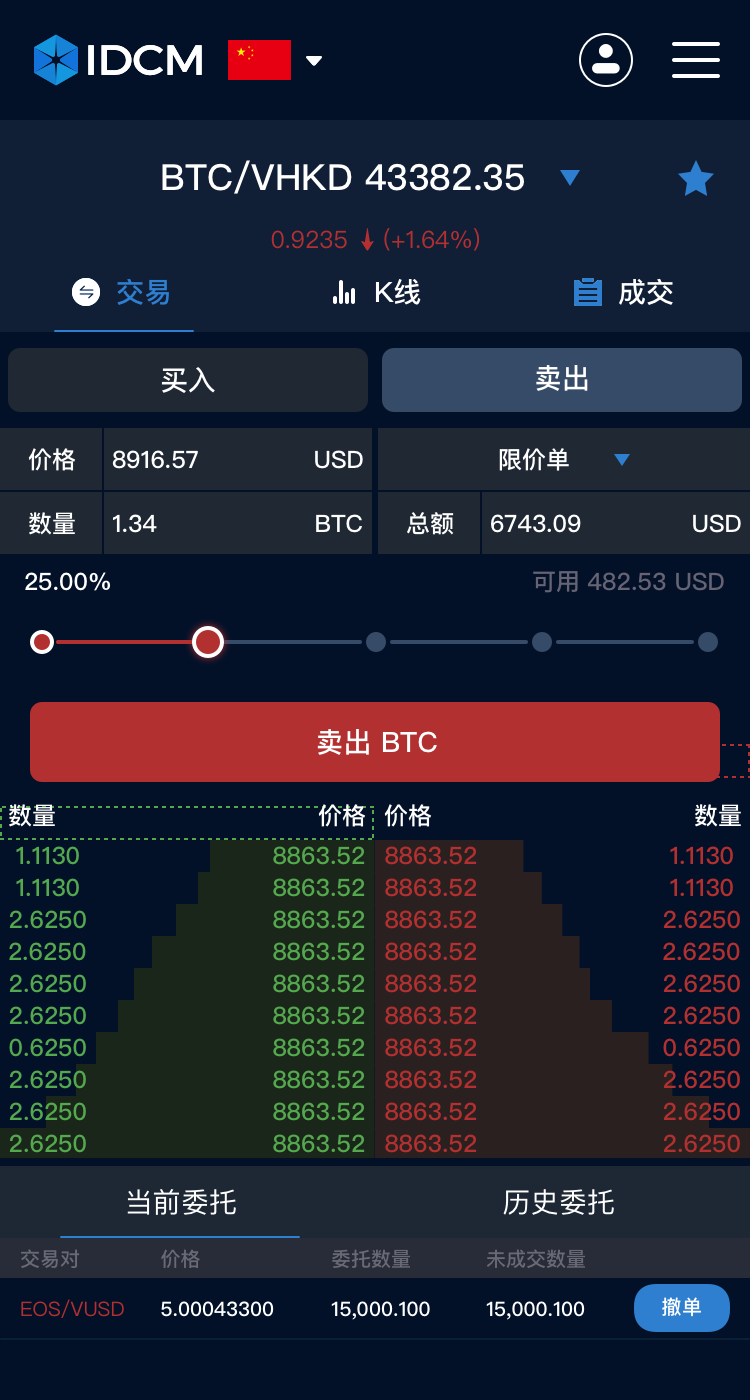 IDCM
BTC/VHKD 43382.35
0.9235 (+1.64%)
交易 K线 成交
买入 卖出
价格 8916.57 USD 限价单
数量 1.34 BTC 总额 6743.09 USD
25.00% 可用 482.53 USD
卖出 BTC
数量 价格 价格 数量
1.1130 8863.52 8863.52 1.1130
1.1130 8863.52 8863.52 1.1130
2.6250 8863.52 8863.52 2.6250
2.6250 8863.52 8863.52 2.6250
2.6250 8863.52 8863.52 2.6250
2.6250 8863.52 8863.52 2.6250
0.6250 8863.52 8863.52 0.6250
2.6250 8863.52 8863.52 2.6250
2.6250 8863.52 8863.52 2.6250
2.6250 8863.52 8863.52 2.6250
当前委托 历史委托
交易对 价格 委托数量 未成交数量
EOS/VUSD 5.00043300 15,000.100 15,000.100 撤单